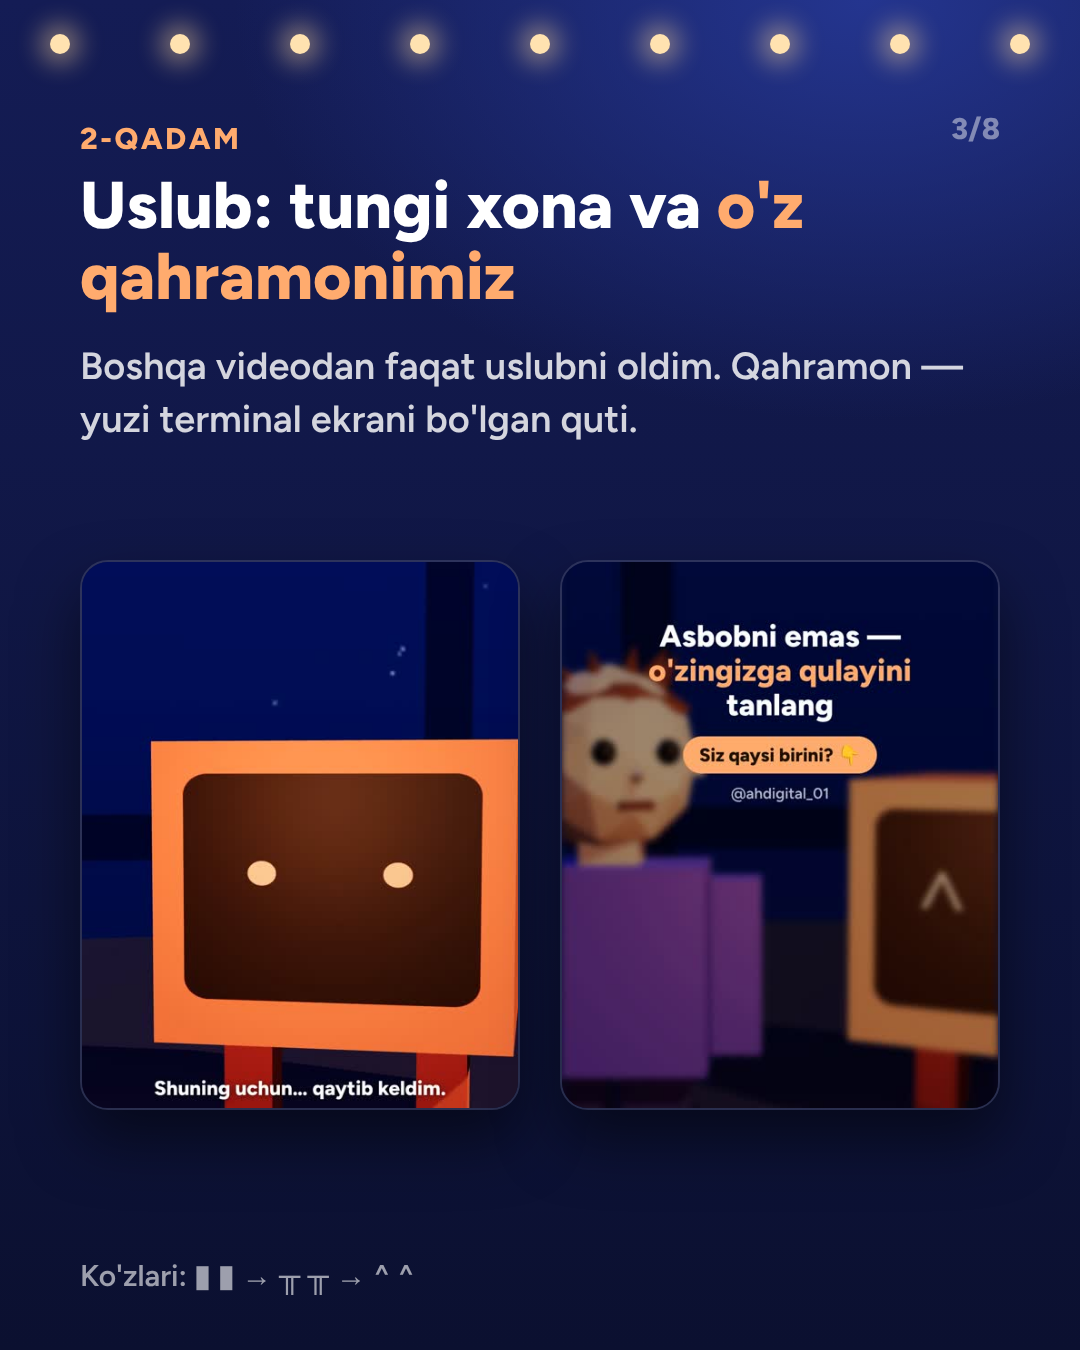 2-QADAM
3/8
Uslub: tungi xona va o'z
qahramonimiz
Boshqa videodan faqat uslubni oldim. Qahramon —
yuzi terminal ekrani bo'lgan quti.
Shuning uchun... qaytib keldim.
Asbobni emas —
o'zingizga qulayini
tanlang
Siz qaysi birini? 👇
@ahdigital_01
^
Ko'zlari: ▮ ▮ → ╥ ╥ → ^ ^